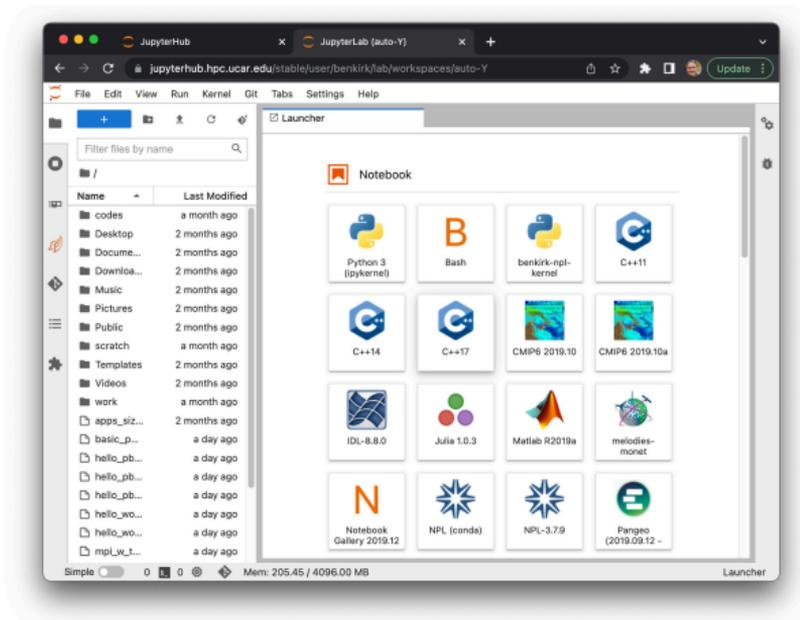 JupyterHub
JupyterLab (auto-Y)
jupyterhub.hpc.ucar.edu/stable/user/benkirk/lab/workspaces/auto-Y
Update
File Edit View Run Kernel Git Tabs Settings Help
Launcher
Filter files by name
/
Name Last Modified
codes a month ago
Desktop 2 months ago
Docume... 2 months ago
Downloa... 2 months ago
Music 2 months ago
Pictures 2 months ago
Public 2 months ago
scratch a month ago
Templates 2 months ago
Videos 2 months ago
work a month ago
apps_siz... 2 months ago
basic_p... a day ago
hello_pb... a day ago
hello_pb... a day ago
hello_pb... a day ago
hello_wo... a day ago
hello_wo... a day ago
mpi_w_t... a day ago
Notebook
Python 3
(ipykernel)
Bash
benkirk-npl-
kernel
C++11
C++14
C++17
CMIP6 2019.10
CMIP6 2019.10a
IDL-8.8.0
Julia 1.0.3
Matlab R2019a
melodies-
monet
N
Notebook
Gallery 2019.12
NPL (conda)
NPL-3.7.9
Pangeo
(2019.09.12 -
Simple 0 0 Mem: 205.45 / 4096.00 MB Launcher